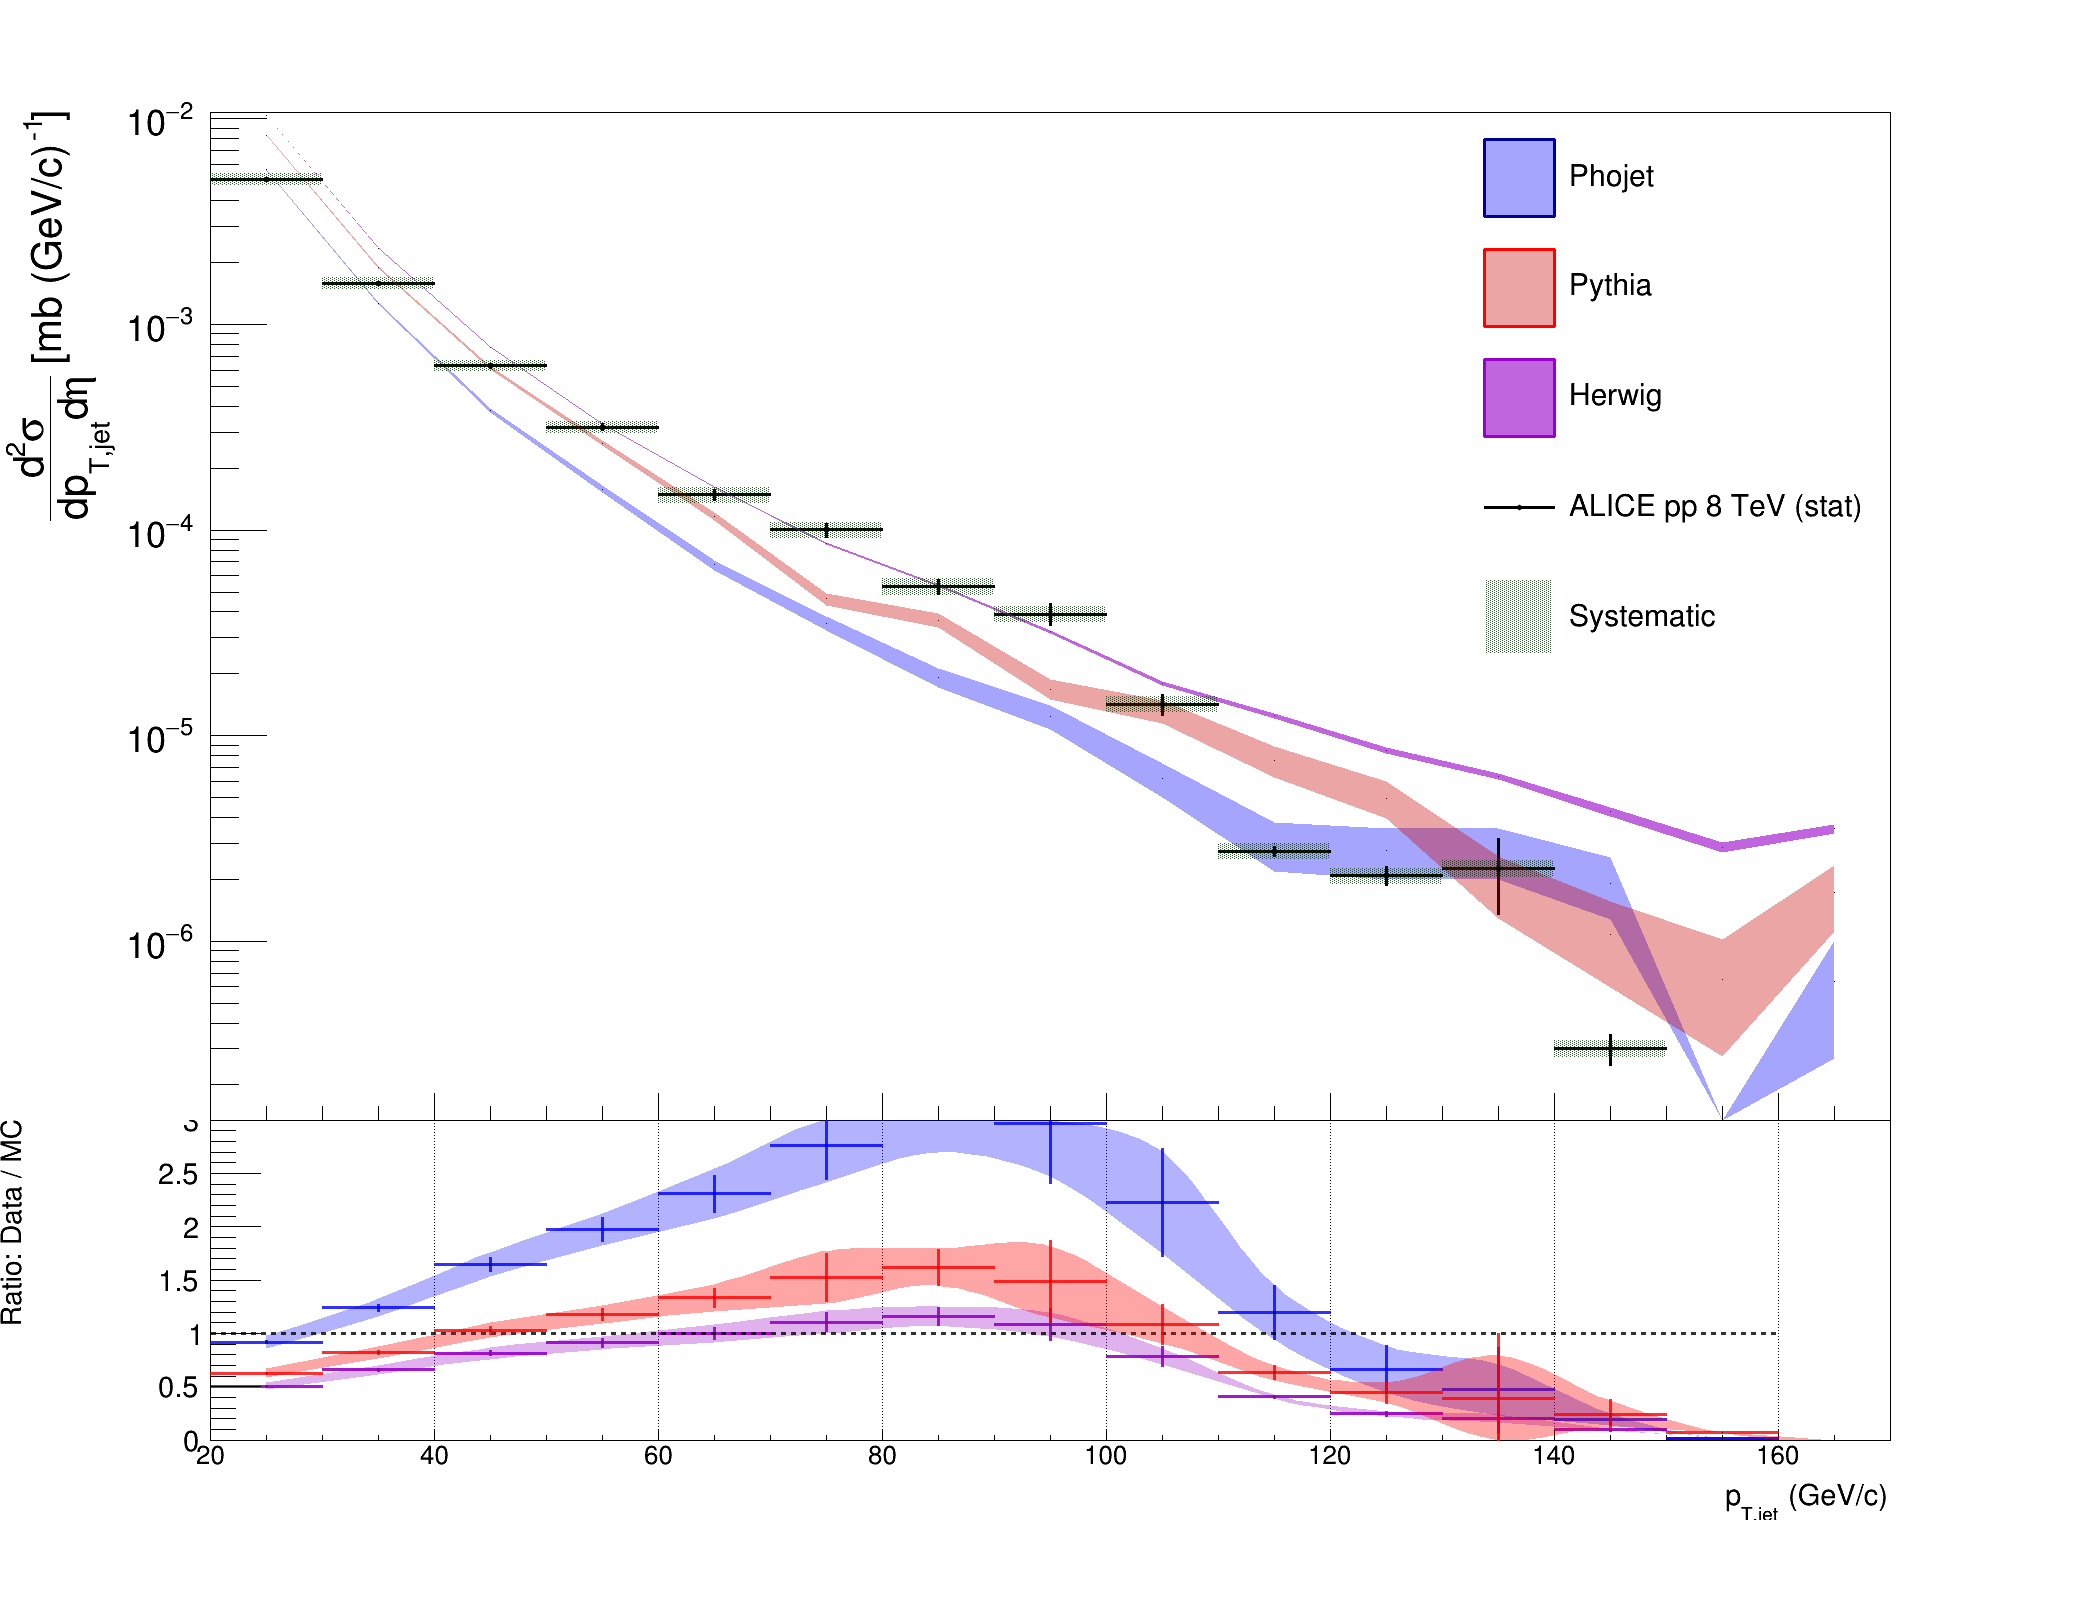 10⁻²
10⁻³
10⁻⁴
10⁻⁵
10⁻⁶
d²σ
dp_T,jet dη
[mb (GeV/c)⁻¹]
Phojet
Pythia
Herwig
ALICE pp 8 TeV (stat)
Systematic
Ratio: Data / MC
3
2.5
2
1.5
1
0.5
0
20 40 60 80 100 120 140 160
p_T,jet (GeV/c)